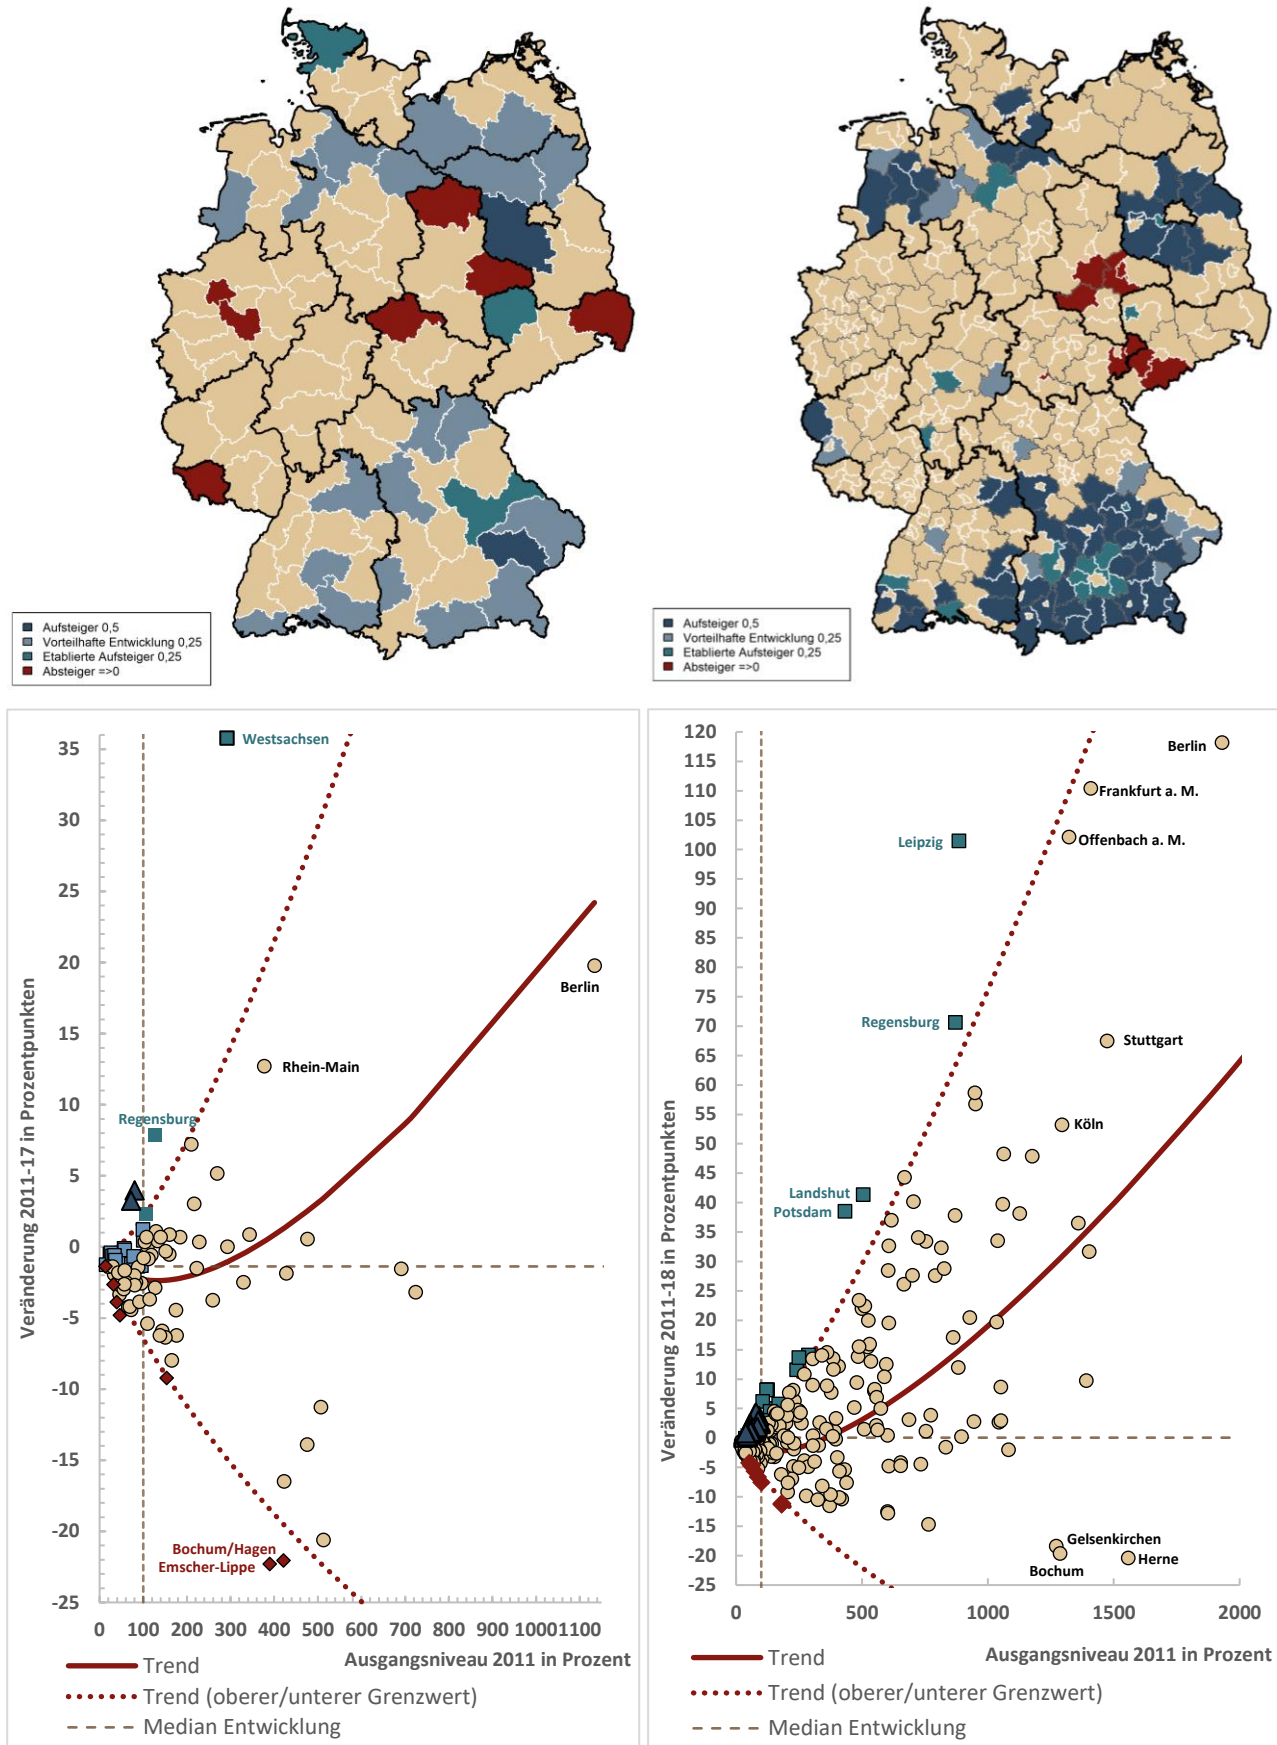 Aufsteiger 0,5
Vorteilhafte Entwicklung 0,25
Etablierte Aufsteiger 0,25
Absteiger =>0
Aufsteiger 0,5
Vorteilhafte Entwicklung 0,25
Etablierte Aufsteiger 0,25
Absteiger =>0
Veränderung 2011-17 in Prozentpunkten
36
30
25
20
15
10
5
0
-5
-10
-15
-20
-25
Westsachsen
Berlin
Rhein-Main
Regensburg
Bochum/Hagen
Emscher-Lippe
0 100 200 300 400 500 600 700 800 900 1000 1100
Ausgangsniveau 2011 in Prozent
Trend
Trend (oberer/unterer Grenzwert)
Median Entwicklung
Veränderung 2011-18 in Prozentpunkten
120
115
110
105
100
95
90
85
80
75
70
65
60
55
50
45
40
35
30
25
20
15
10
5
0
-5
-10
-15
-20
-25
Berlin
Frankfurt a. M.
Offenbach a. M.
Leipzig
Regensburg
Stuttgart
Köln
Landshut
Potsdam
Gelsenkirchen
Bochum
Herne
0 500 1000 1500 2000
Ausgangsniveau 2011 in Prozent
Trend
Trend (oberer/unterer Grenzwert)
Median Entwicklung